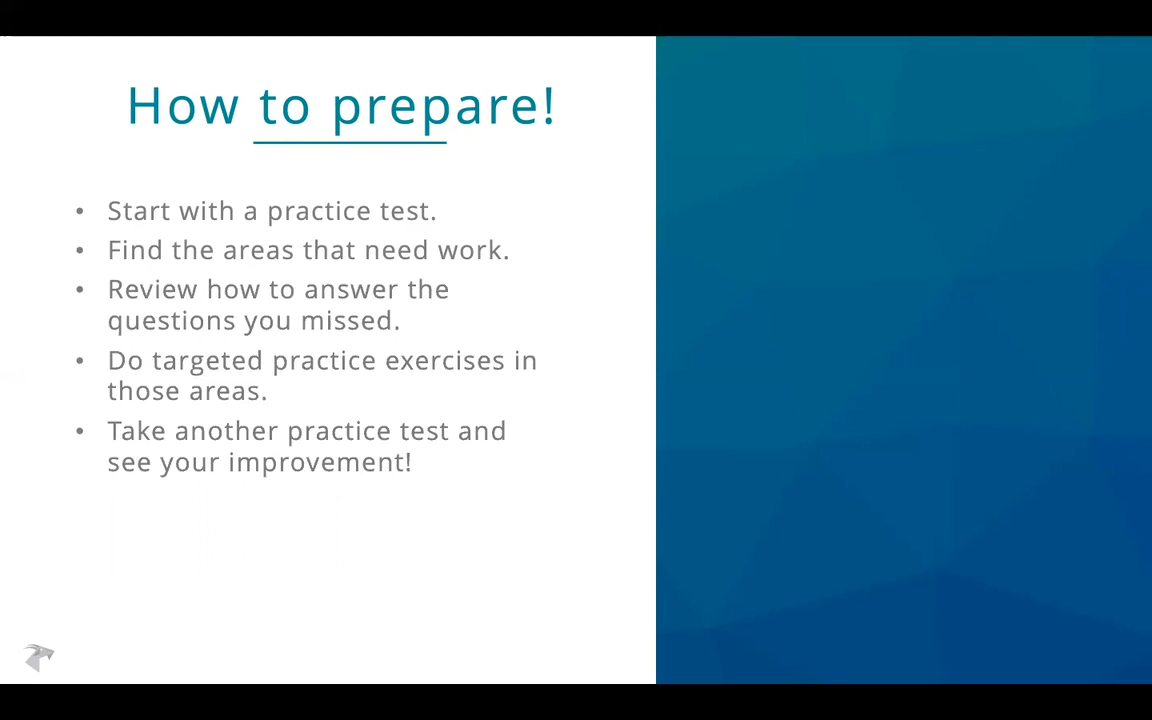 How to prepare!
• Start with a practice test.
• Find the areas that need work.
• Review how to answer the
questions you missed.
• Do targeted practice exercises in
those areas.
• Take another practice test and
see your improvement!